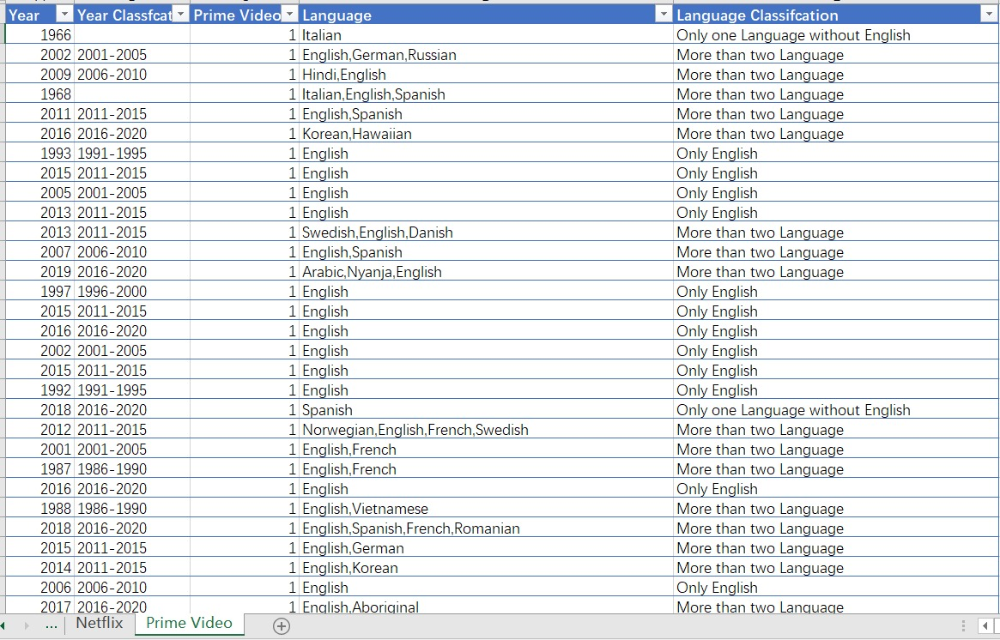 Year Year Classfcat Prime Video Language Language Classifcation
1966 1 Italian Only one Language without English
2002 2001-2005 1 English,German,Russian More than two Language
2009 2006-2010 1 Hindi,English More than two Language
1968 1 Italian,English,Spanish More than two Language
2011 2011-2015 1 English,Spanish More than two Language
2016 2016-2020 1 Korean,Hawaiian More than two Language
1993 1991-1995 1 English Only English
2015 2011-2015 1 English Only English
2005 2001-2005 1 English Only English
2013 2011-2015 1 English Only English
2013 2011-2015 1 Swedish,English,Danish More than two Language
2007 2006-2010 1 English,Spanish More than two Language
2019 2016-2020 1 Arabic,Nyanja,English More than two Language
1997 1996-2000 1 English Only English
2015 2011-2015 1 English Only English
2016 2016-2020 1 English Only English
2002 2001-2005 1 English Only English
2015 2011-2015 1 English Only English
1992 1991-1995 1 English Only English
2018 2016-2020 1 Spanish Only one Language without English
2012 2011-2015 1 Norwegian,English,French,Swedish More than two Language
2001 2001-2005 1 English,French More than two Language
1987 1986-1990 1 English,French More than two Language
2016 2016-2020 1 English Only English
1988 1986-1990 1 English,Vietnamese More than two Language
2018 2016-2020 1 English,Spanish,French,Romanian More than two Language
2015 2011-2015 1 English,German More than two Language
2014 2011-2015 1 English,Korean More than two Language
2006 2006-2010 1 English Only English
2017 2016-2020 1 English,Aboriginal More than two Language
... Netflix Prime Video